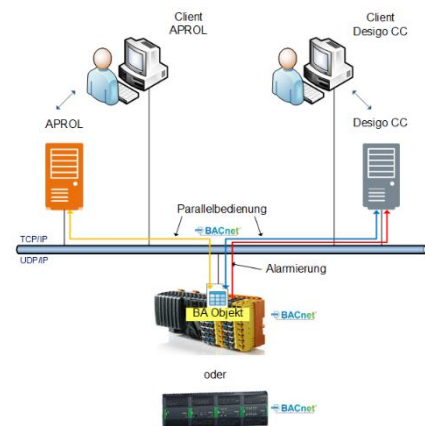 Client
APROL
Client
Desigo CC
APROL
Desigo CC
Parallelbedienung
BACnet
TCP/IP
UDP/IP
Alarmierung
BA Objekt
BACnet
oder
BACnet